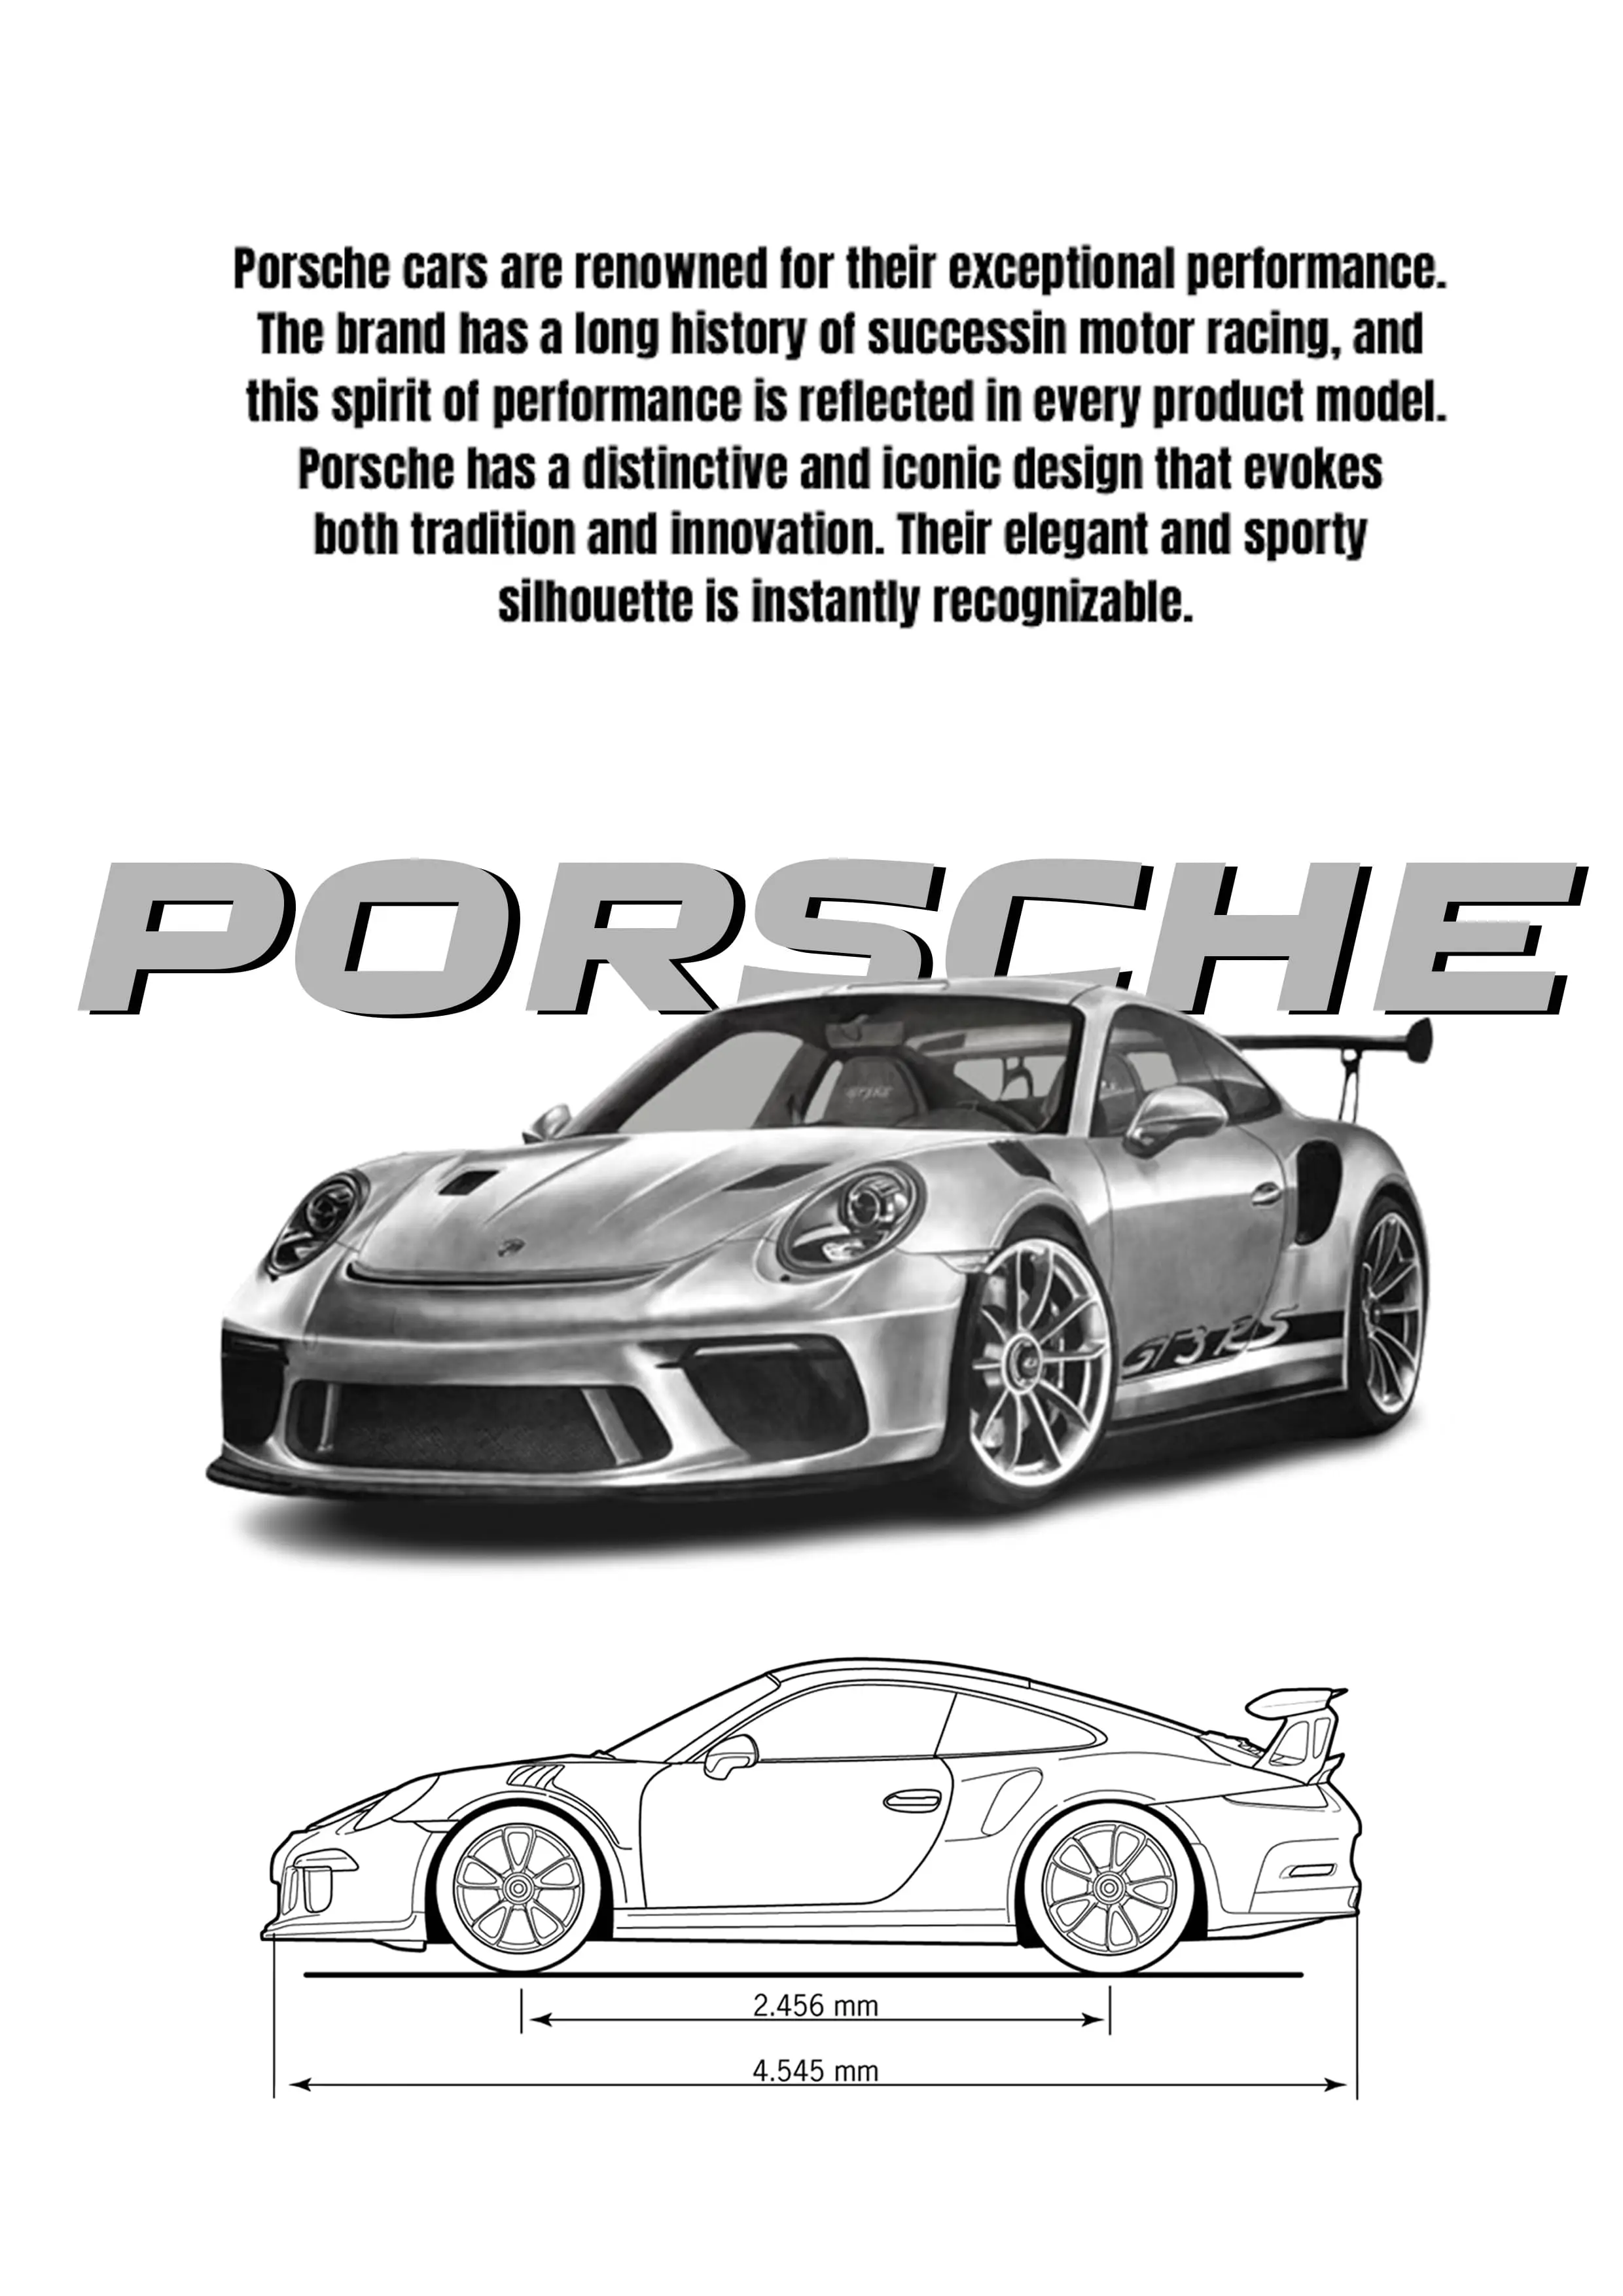 Porsche cars are renowned for their exceptional performance.
The brand has a long history of successin motor racing, and
this spirit of performance is reflected in every product model.
Porsche has a distinctive and iconic design that evokes
both tradition and innovation. Their elegant and sporty
silhouette is instantly recognizable.
PORSCHE
GT3 RS
GT3 RS
2.456 mm
4.545 mm